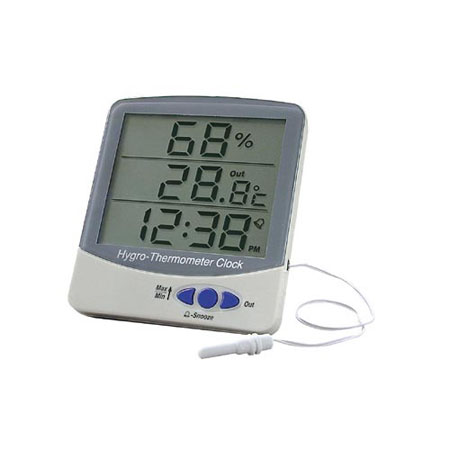 68%
Out
28.8°C
12:38 PM
Hygro-Thermometer Clock
Max
Min
Out
-Snooze